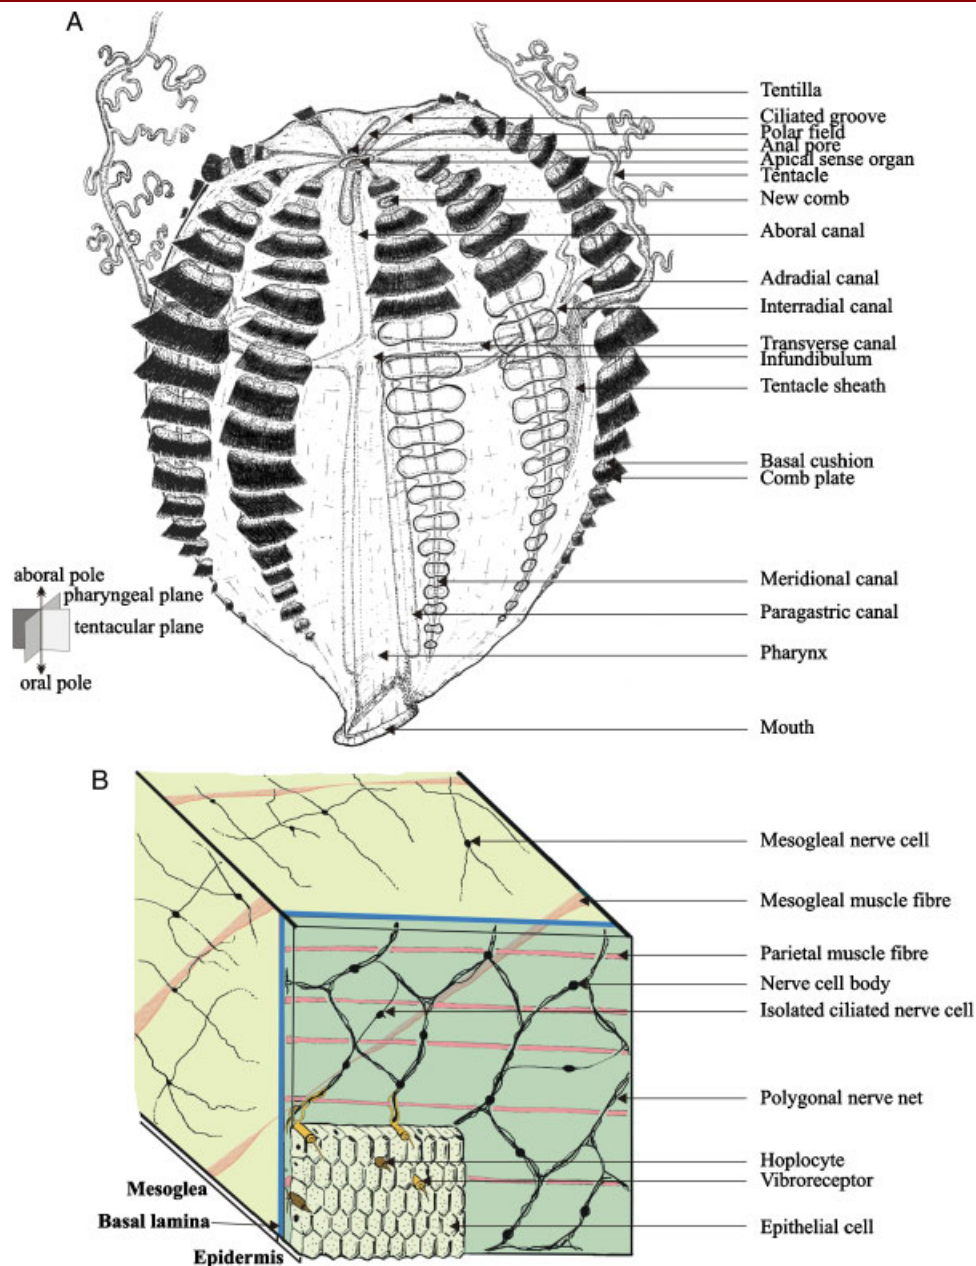 A
Tentilla
Ciliated groove
Polar field
Anal pore
Apical sense organ
Tentacle
New comb
Aboral canal
Adradial canal
Interradial canal
Transverse canal
Infundibulum
Tentacle sheath
Basal cushion
Comb plate
aboral pole
pharyngeal plane
tentacular plane
oral pole
Meridional canal
Paragastric canal
Pharynx
Mouth
B
Mesogleal nerve cell
Mesogleal muscle fibre
Parietal muscle fibre
Nerve cell body
Isolated ciliated nerve cell
Polygonal nerve net
Hoplocyte
Vibroreceptor
Epithelial cell
Mesoglea
Basal lamina
Epidermis